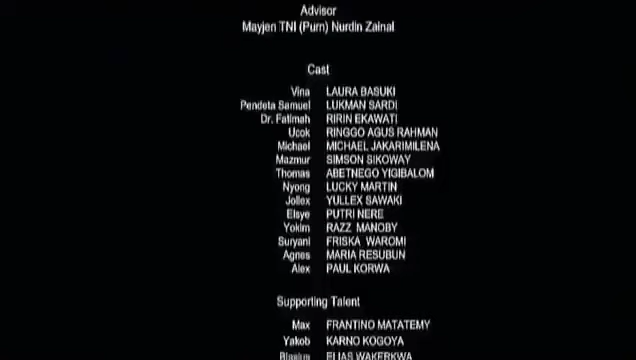 Advisor
Mayjen TNI (Purn) Nurdin Zainal
Cast
Vina LAURA BASUKI
Pendeta Samuel LUKMAN SARDI
Dr. Fatimah RIRIN EKAWATI
Ucok RINGGO AGUS RAHMAN
Michael MICHAEL JAKARIMILENA
Mazmur SIMSON SIKOWAY
Thomas ABETNEGO YIGIBALOM
Nyong LUCKY MARTIN
Jollex YULLEX SAWAKI
Elsye PUTRI NERE
Yokim RAZZ MANOBY
Suryani FRISKA WAROMI
Agnes MARIA RESUBUN
Alex PAUL KORWA
Supporting Talent
Max FRANTINO MATATEMY
Yakob KARNO KOGOYA
ELIAS WAKERKWA